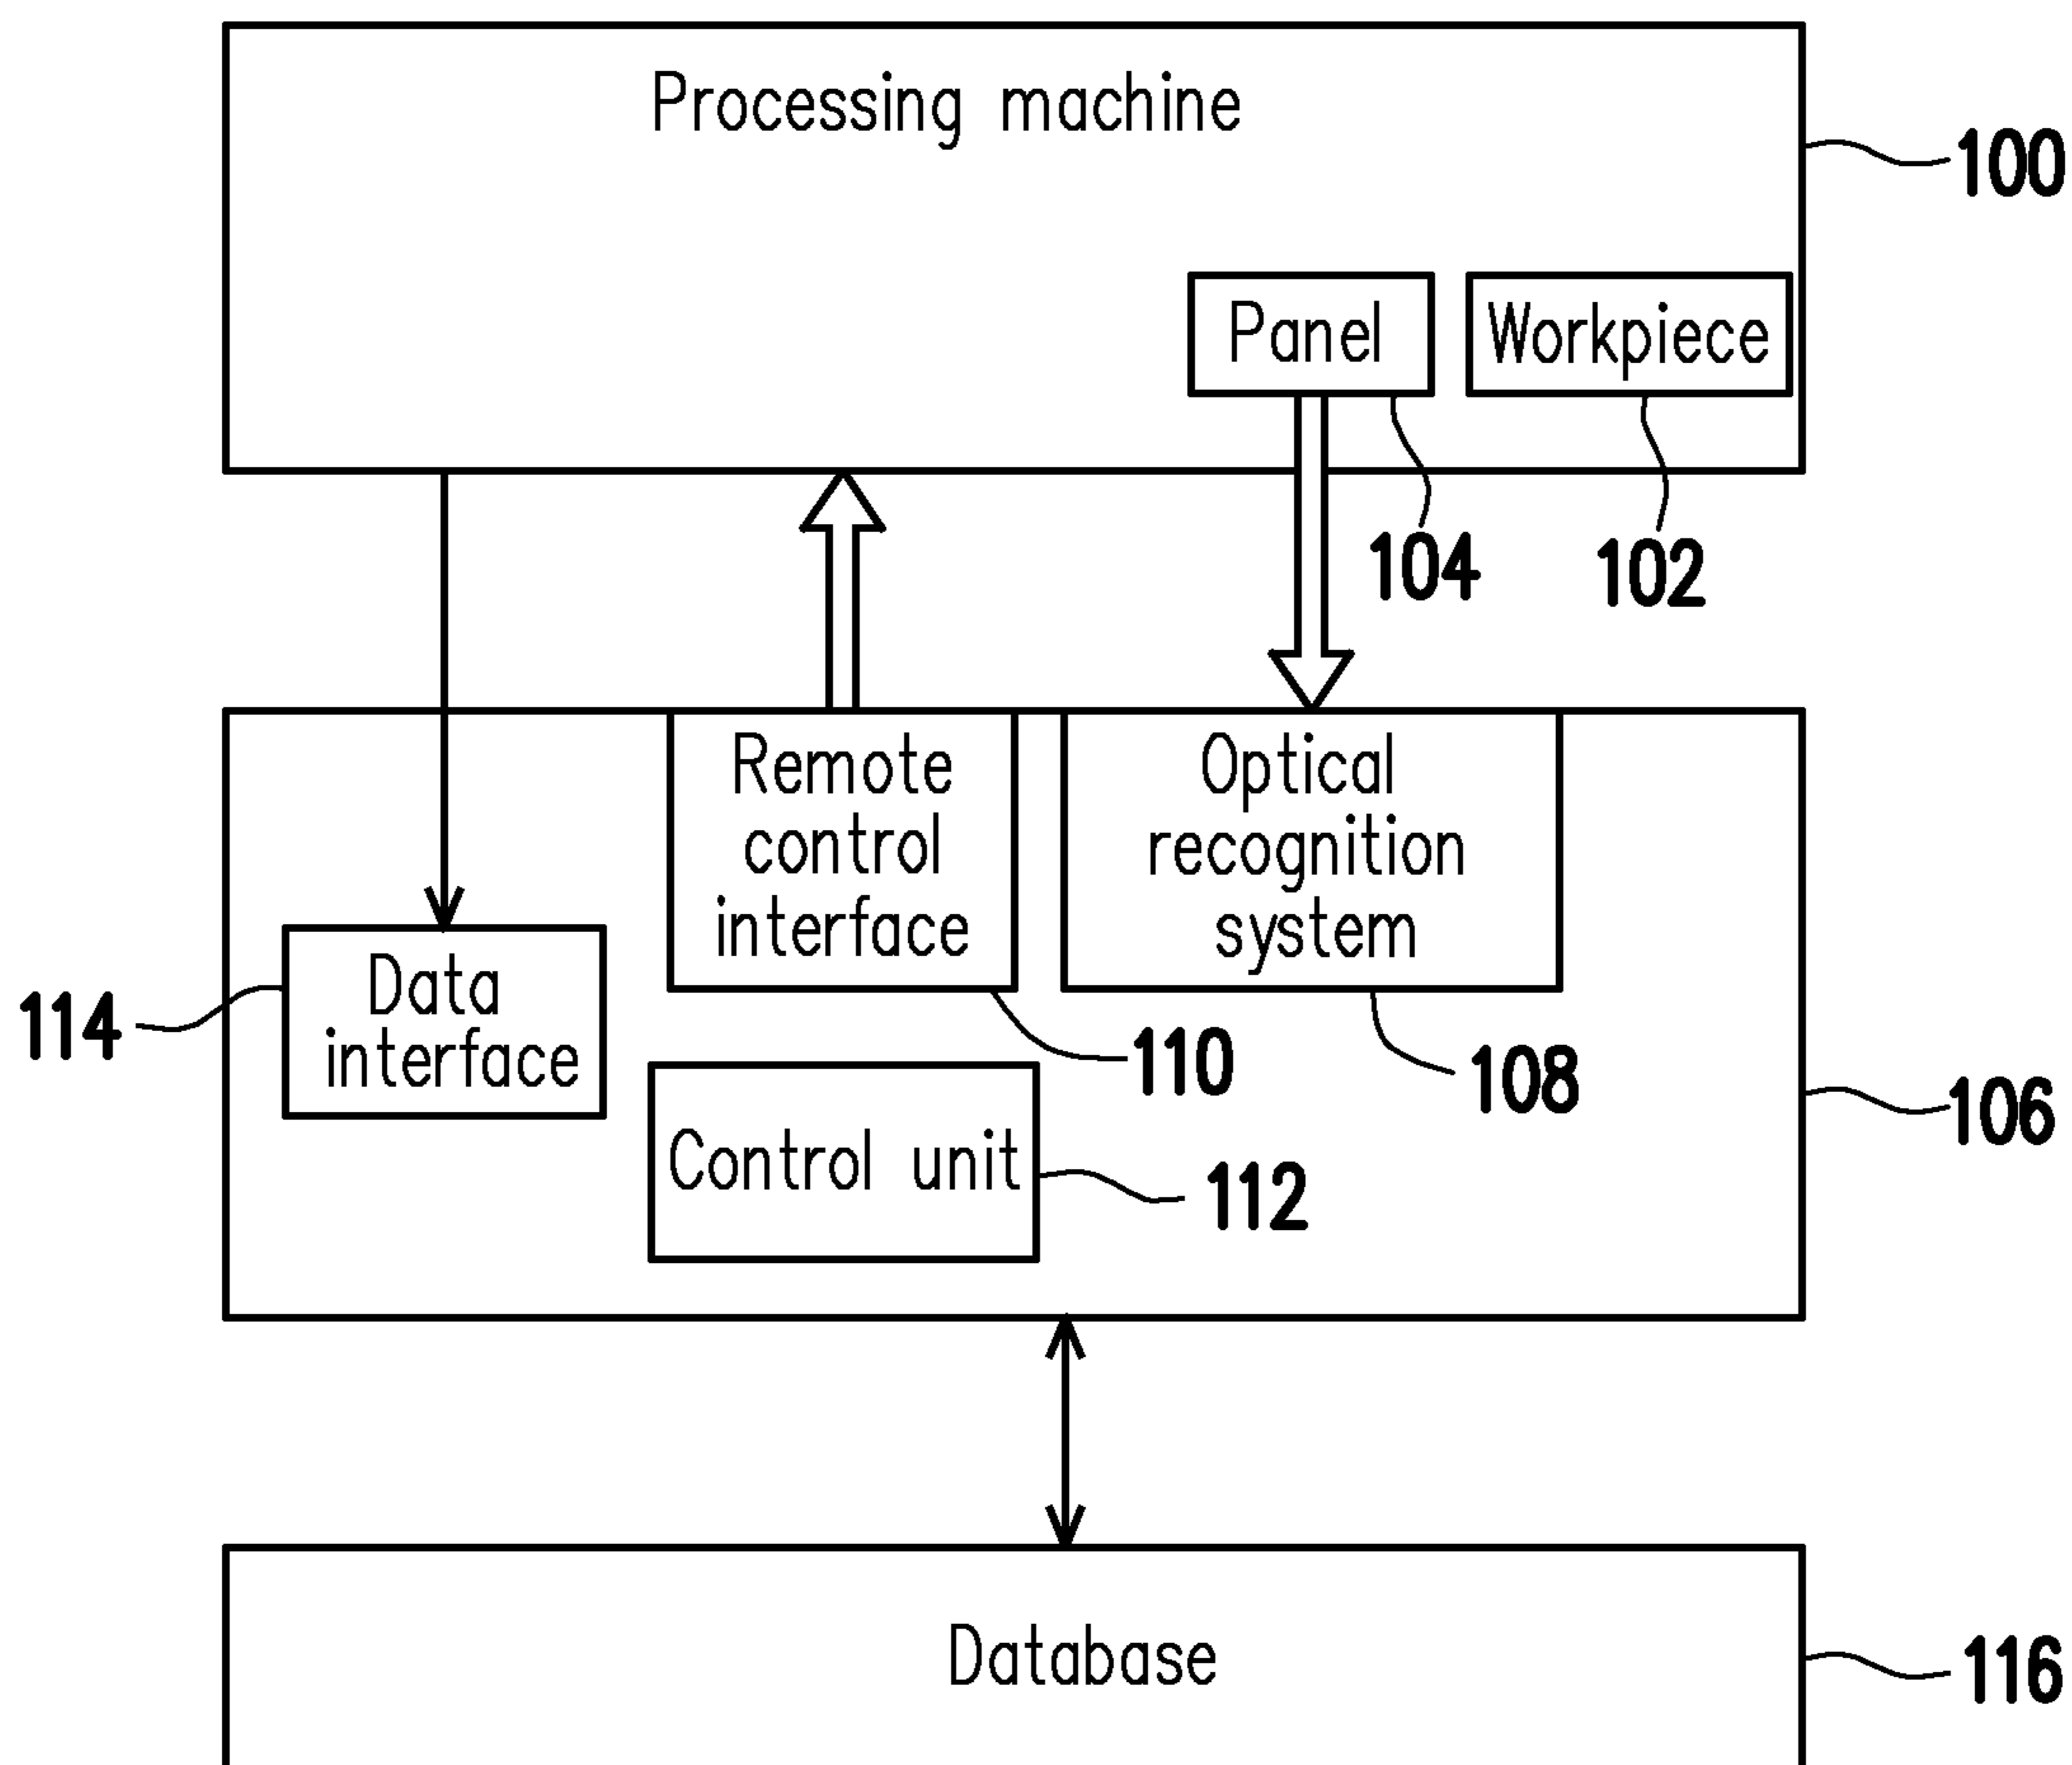 Processing machine
100
Panel
Workpiece
104
102
Remote
control
interface
Optical
recognition
system
Data
interface
114
110
108
106
Control unit
112
Database
116